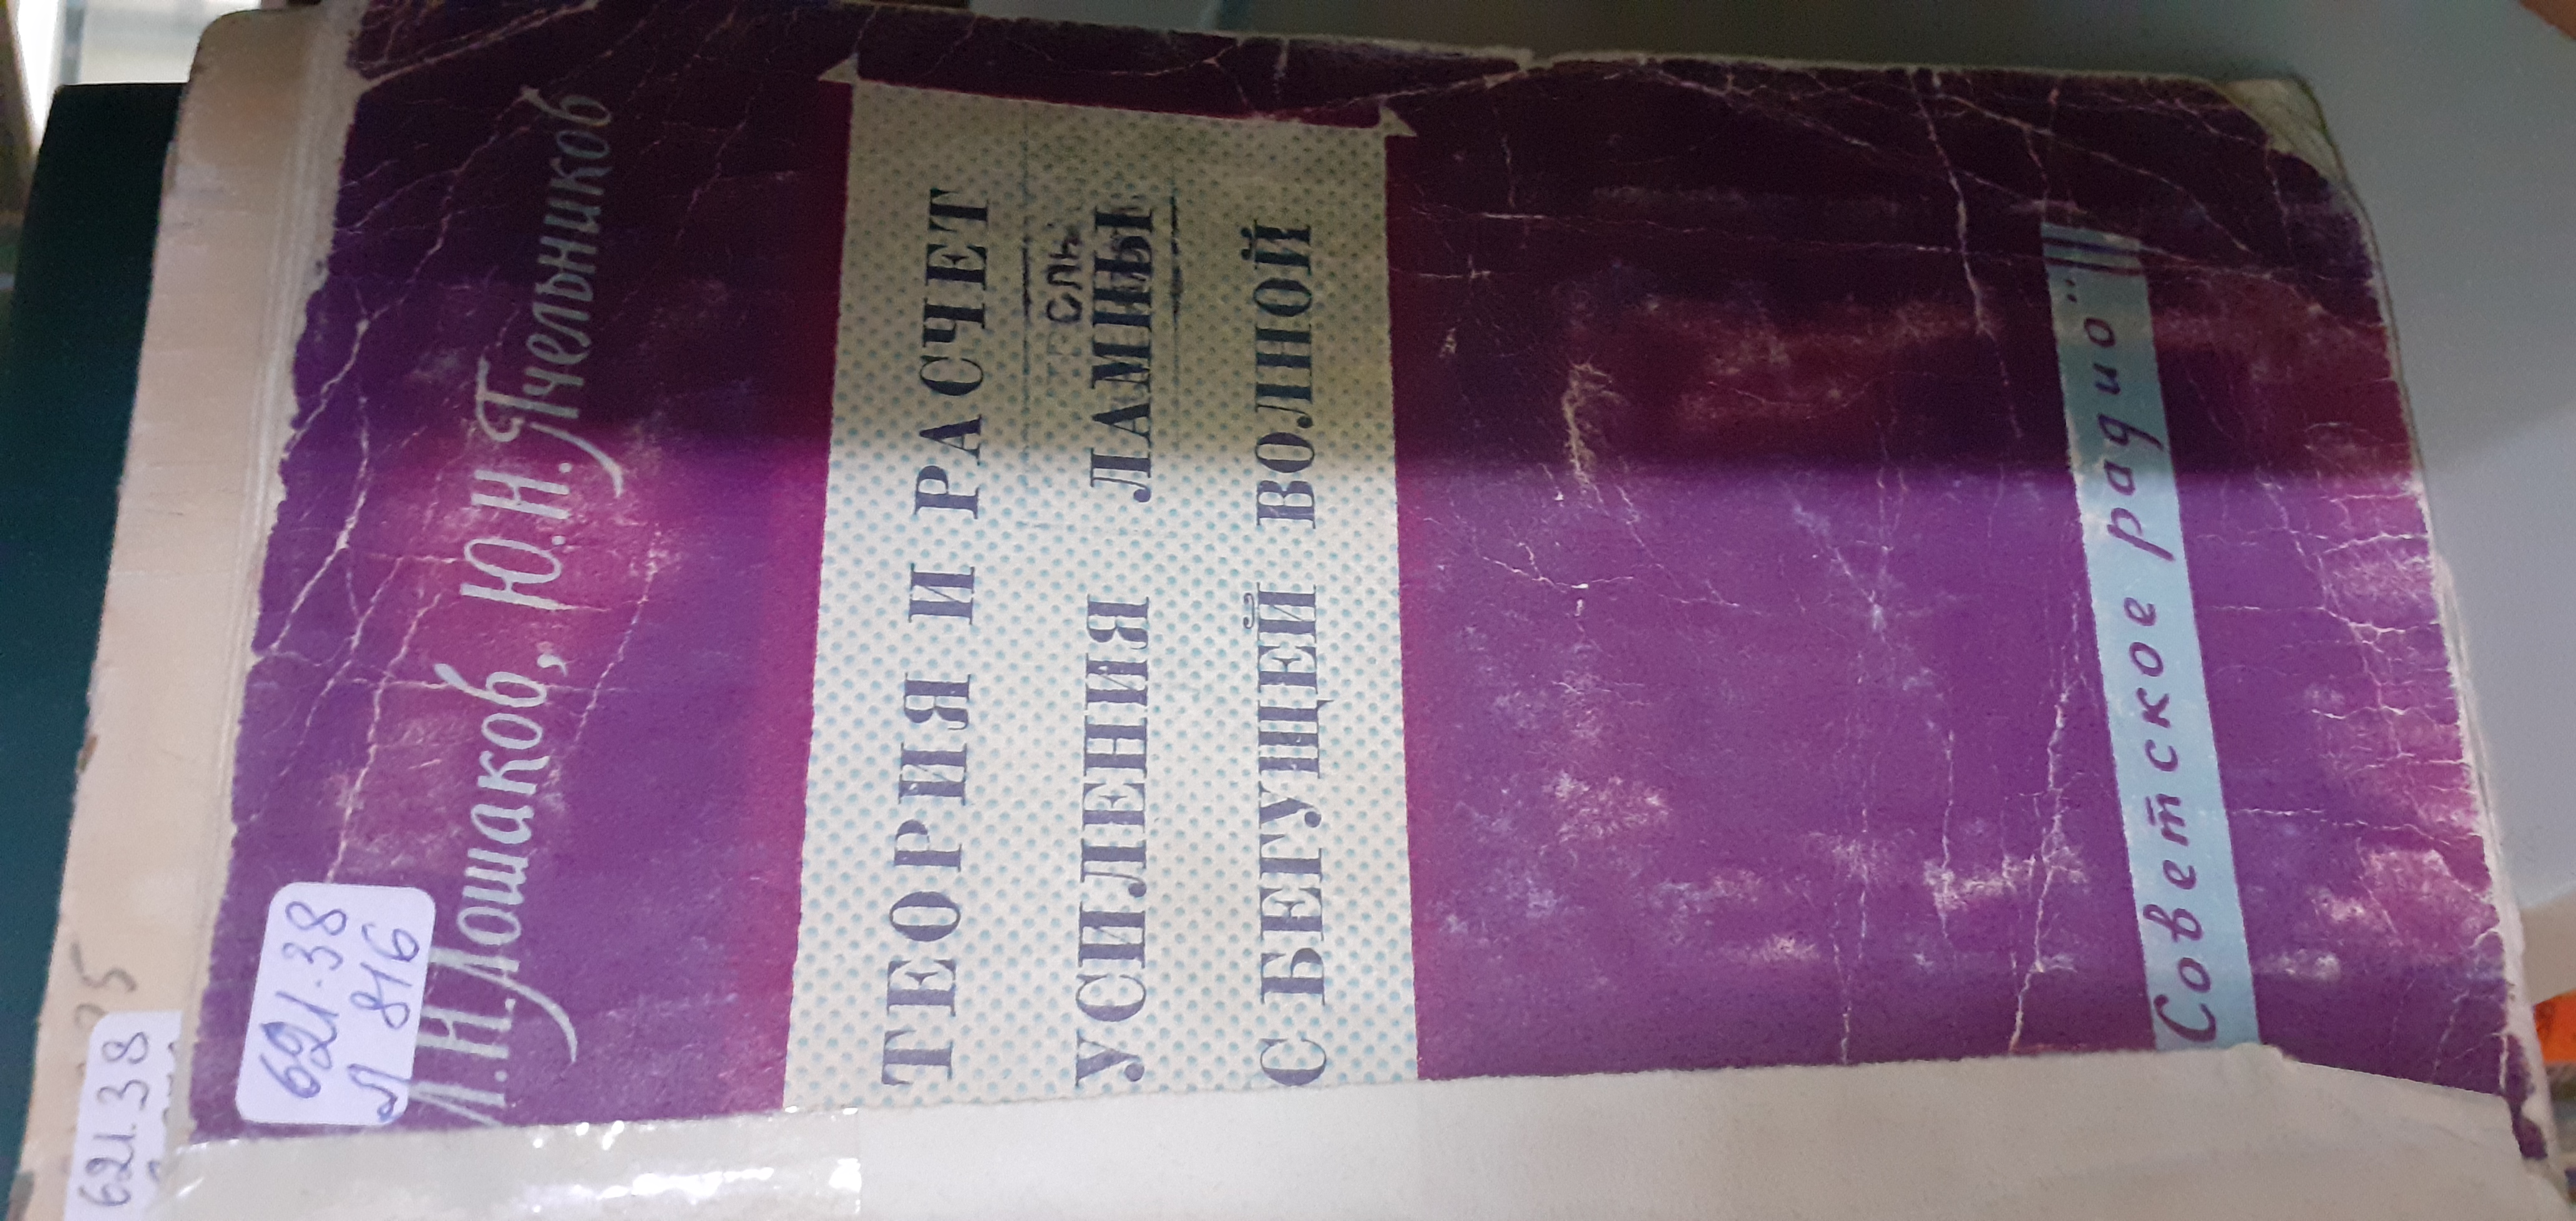 621.38
Л 816
Л.Н. Лошаков, Ю.Н. Пчельников
ТЕОРИЯ И РАСЧЕТ
УСИЛЕНИЯ ЛАМПЫ
С БЕГУЩЕЙ ВОЛНОЙ
Советское радио"
621.38